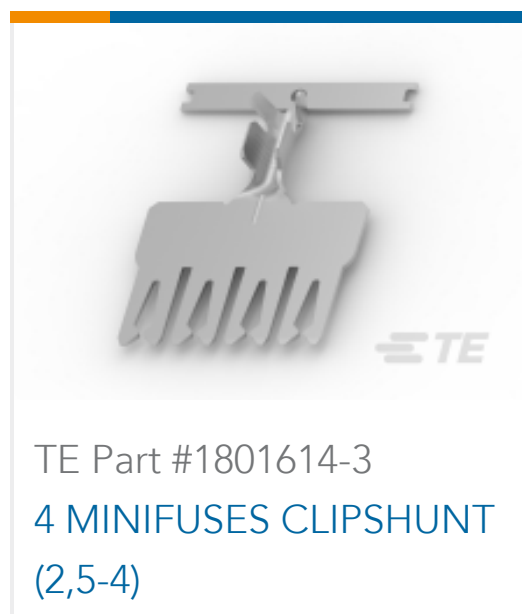 TE
TE Part #1801614-3
4 MINIFUSES CLIPSHUNT
(2,5-4)